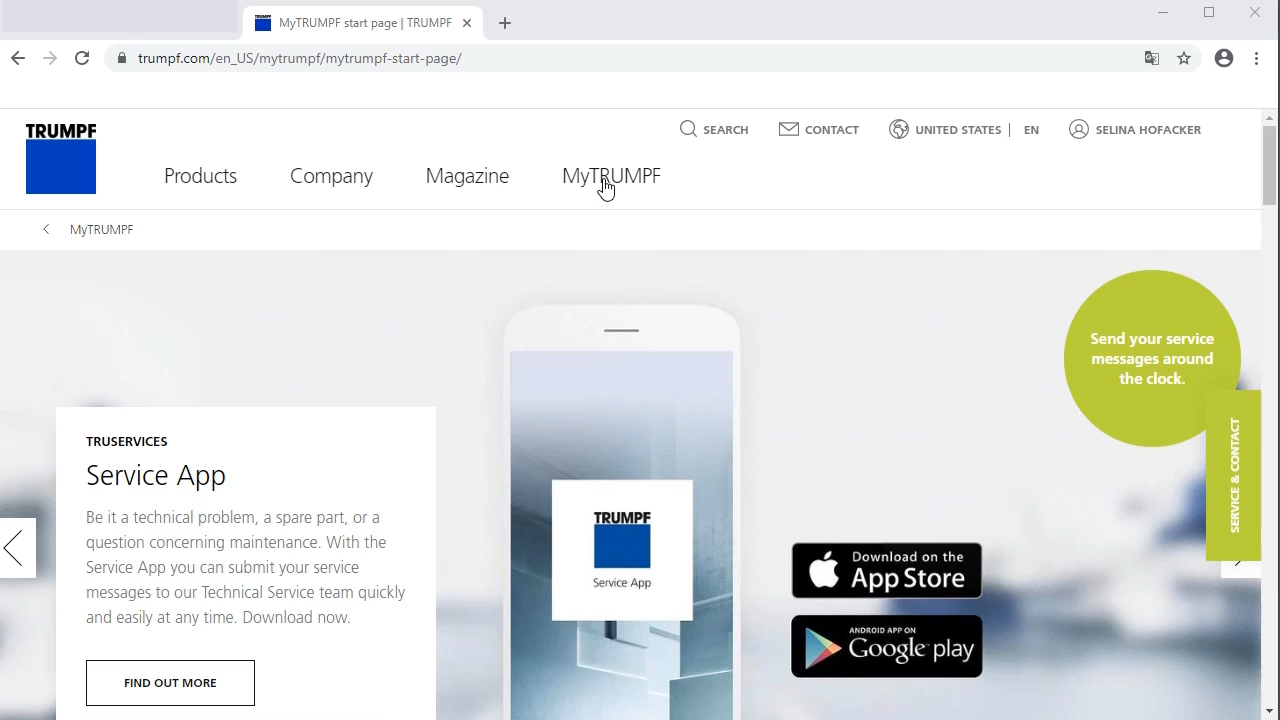 TRUMPF
MyTRUMPF start page | TRUMPF
trumpf.com/en_US/mytrumpf/mytrumpf-start-page/
SEARCH
CONTACT
UNITED STATES | EN
SELINA HOFACKER
TRUMPF
Products
Company
Magazine
MyTRUMPF
MyTRUMPF
Send your service
messages around
the clock.
SERVICE & CONTACT
TRUSERVICES
Service App
Be it a technical problem, a spare part, or a
question concerning maintenance. With the
Service App you can submit your service
messages to our Technical Service team quickly
and easily at any time. Download now.
FIND OUT MORE
TRUMPF
Service App
Download on the
App Store
ANDROID APP ON
Google play